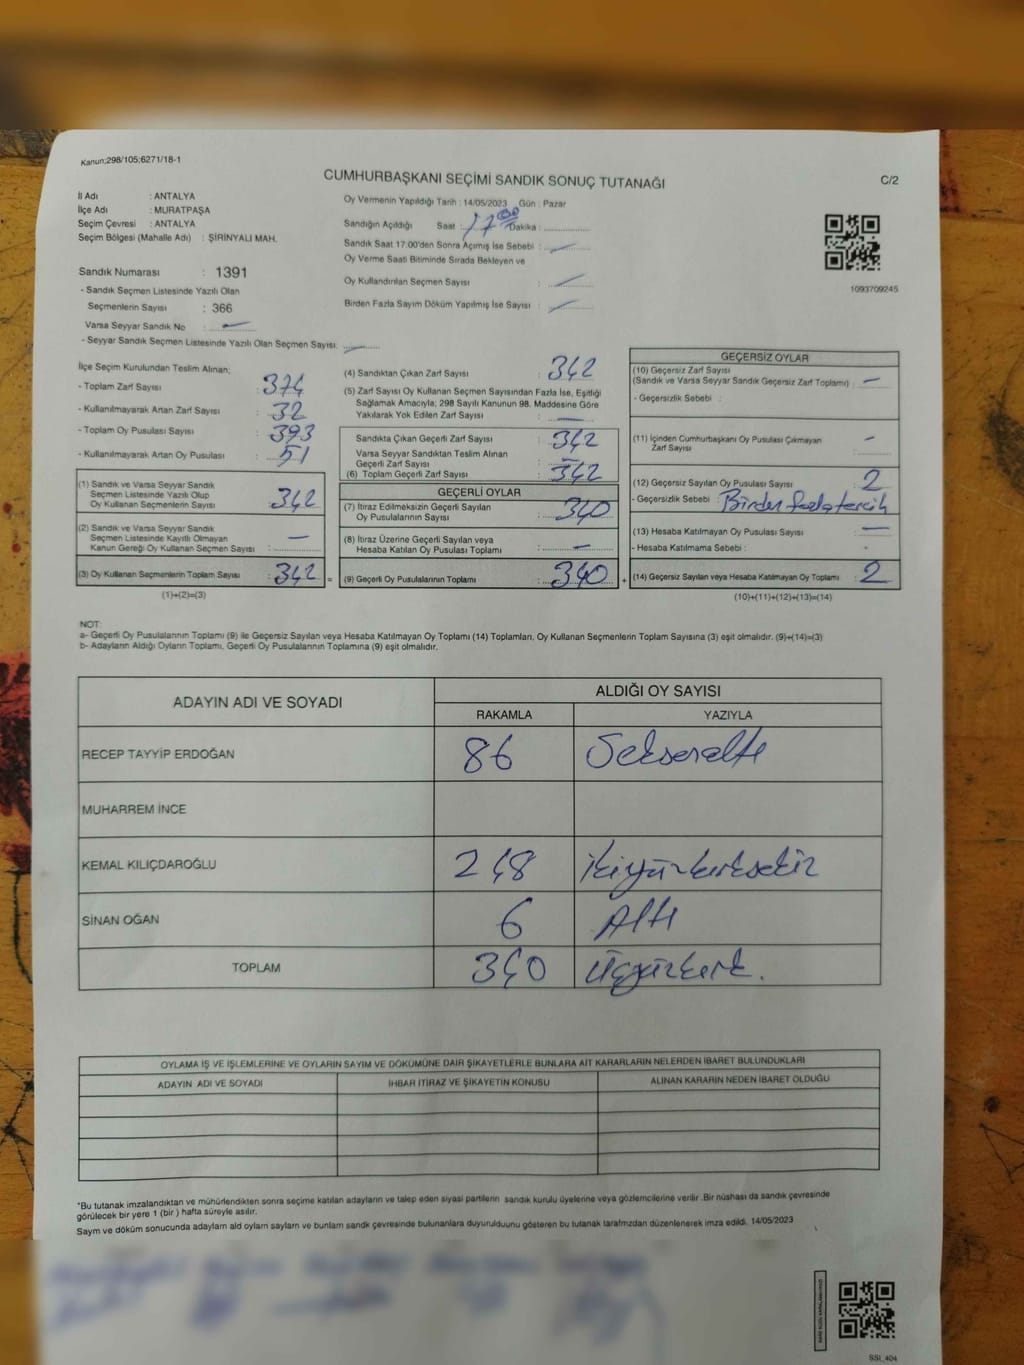 Kanun;298/105;6271/18-1
CUMHURBAŞKANI SEÇİMİ SANDIK SONUÇ TUTANAĞI
C/2
İl Adı : ANTALYA
İlçe Adı : MURATPAŞA
Seçim Çevresi : ANTALYA
Seçim Bölgesi (Mahalle Adı) : ŞİRİNYALI MAH.
Sandık Numarası : 1391
- Sandık Seçmen Listesinde Yazılı Olan
Seçmenlerin Sayısı : 366
Varsa Seyyar Sandık No : —
- Seyyar Sandık Seçmen Listesinde Yazılı Olan Seçmen Sayısı: —
Oy Vermenin Yapıldığı Tarih : 14/05/2023 Gün : Pazar
Sandığın Açıldığı Saat : 17 00 Dakika :
Sandık Saat 17:00'den Sonra Açımış İse Sebebi : —
Oy Verme Saati Bitiminde Sırada Bekleyen ve
Oy Kullandırılan Seçmen Sayısı : —
Birden Fazla Sayım Döküm Yapılmış İse Sayısı : —
1093709245
İlçe Seçim Kurulundan Teslim Alınan;
- Toplam Zarf Sayısı : 374
- Kullanılmayarak Artan Zarf Sayısı : 32
- Toplam Oy Pusulası Sayısı : 393
- Kullanılmayarak Artan Oy Pusulası : 51
(1) Sandık ve Varsa Seyyar Sandık
Seçmen Listesinde Yazılı Olup
Oy Kullanan Seçmenlerin Sayısı : 342
(2) Sandık ve Varsa Seyyar Sandık
Seçmen Listesinde Kayıtlı Olmayan
Kanun Gereği Oy Kullanan Seçmen Sayısı : —
(3) Oy Kullanan Seçmenlerin Toplam Sayısı : 342 =
(1)+(2)=(3)
(4) Sandıktan Çıkan Zarf Sayısı : 342
(5) Zarf Sayısı Oy Kullanan Seçmen Sayısından Fazla İse, Eşitliği
Sağlamak Amacıyla, 298 Sayılı Kanunun 98. Maddesine Göre
Yakılarak Yok Edilen Zarf Sayısı : —
Sandıkta Çıkan Geçerli Zarf Sayısı : 342
Varsa Seyyar Sandıktan Teslim Alınan
Geçerli Zarf Sayısı : —
(6) Toplam Geçerli Zarf Sayısı : 342
GEÇERLİ OYLAR
(7) İtiraz Edilmeksizin Geçerli Sayılan
Oy Pusulalarının Sayısı : 340
(8) İtiraz Üzerine Geçerli Sayılan veya
Hesaba Katılan Oy Pusulası Toplamı : —
(9) Geçerli Oy Pusulalarının Toplamı : 340 +
GEÇERSİZ OYLAR
(10) Geçersiz Zarf Sayısı
(Sandık ve Varsa Seyyar Sandık Geçersiz Zarf Toplamı) : —
- Geçersizlik Sebebi :
(11) İçinden Cumhurbaşkanı Oy Pusulası Çıkmayan
Zarf Sayısı : —
(12) Geçersiz Sayılan Oy Pusulası Sayısı : 2
- Geçersizlik Sebebi : Birden fazla tercih
(13) Hesaba Katılmayan Oy Pusulası Sayısı : —
- Hesaba Katılmama Sebebi :
(14) Geçersiz Sayılan veya Hesaba Katılmayan Oy Toplamı : 2
(10)+(11)+(12)+(13)=(14)
NOT:
a- Geçerli Oy Pusulalarının Toplamı (9) ile Geçersiz Sayılan veya Hesaba Katılmayan Oy Toplamı (14) Toplamları, Oy Kullanan Seçmenlerin Toplam Sayısına (3) eşit olmalıdır. (9)+(14)=(3)
b- Adayların Aldığı Oyların Toplamı, Geçerli Oy Pusulalarının Toplamına (9) eşit olmalıdır.
ADAYIN ADI VE SOYADI
ALDIĞI OY SAYISI
RAKAMLA YAZIYLA
RECEP TAYYİP ERDOĞAN 86 Seksenaltı
MUHARREM İNCE
KEMAL KILIÇDAROĞLU 248 ikiyüzkırksekiz
SİNAN OĞAN 6 Altı
TOPLAM 340 üçyüzkırk.
OYLAMA İŞ VE İŞLEMLERİNE VE OYLARIN SAYIM VE DÖKÜMÜNE DAİR ŞİKAYETLERLE BUNLARA AİT KARARLARIN NELERDEN İBARET BULUNDUKLARI
ADAYIN ADI VE SOYADI İHBAR İTİRAZ VE ŞİKAYETİN KONUSU ALINAN KARARIN NEDEN İBARET OLDUĞU
*Bu tutanak imzalandıktan ve mühürlendikten sonra seçime katılan adayların ve talep eden siyasi partilerin sandık kurulu üyelerine veya gözlemcilerine verilir .Bir nüshası da sandık çevresinde
görülecek bir yere 1 (bir ) hafta süreyle asılır.
Sayım ve döküm sonucunda adayların ald oyların sayların ve bunların sandk çevresinde bulunanlara duyurulduunu gösteren bu tutanak tarafmzdan düzenlenerek imza edildi. 14/05/2023
SSI_404